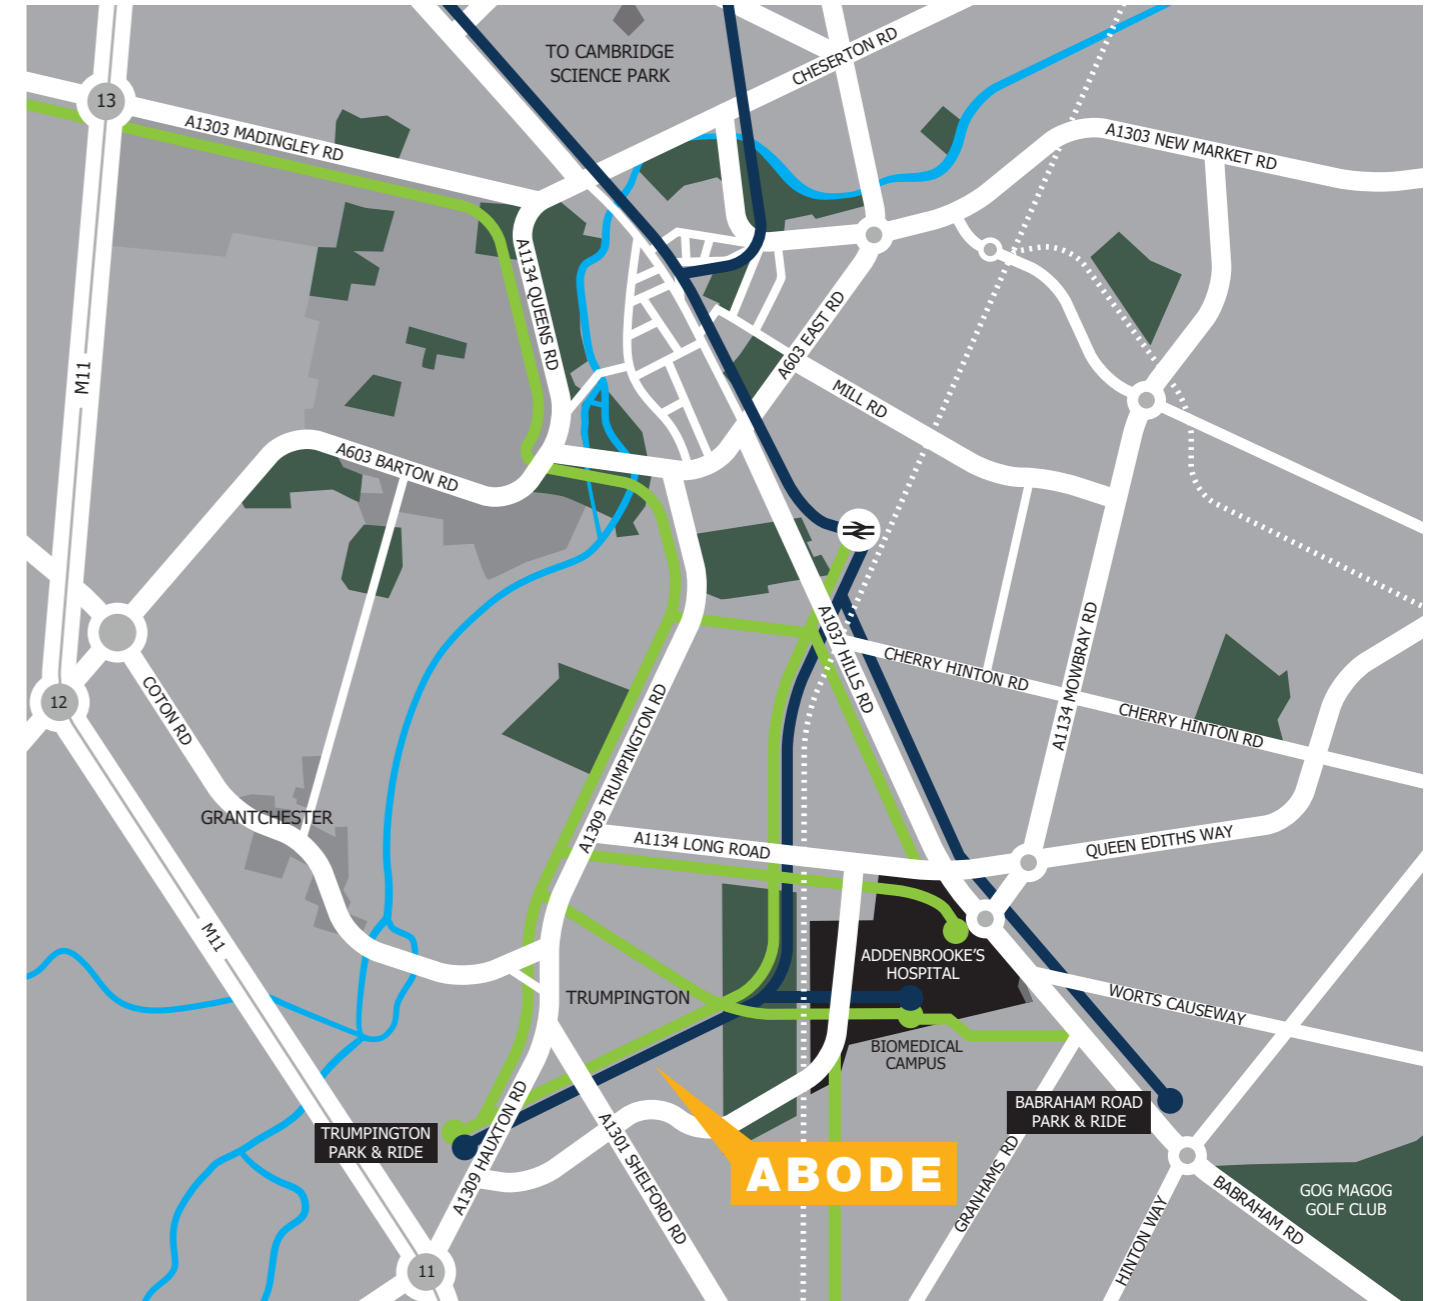 TO CAMBRIDGE
SCIENCE PARK
CHESERTON RD
13
A1303 MADINGLEY RD
A1303 NEW MARKET RD
A1134 QUEENS RD
A603 EAST RD
M11
MILL RD
A603 BARTON RD
A1037 HILLS RD
CHERRY HINTON RD
A1134 MOWBRAY RD
CHERRY HINTON RD
12
COTON RD
A1309 TRUMPINGTON RD
GRANTCHESTER
A1134 LONG ROAD
QUEEN EDITHS WAY
M11
ADDENBROOKE'S
HOSPITAL
TRUMPINGTON
WORTS CAUSEWAY
BIOMEDICAL
CAMPUS
BABRAHAM ROAD
PARK & RIDE
TRUMPINGTON
PARK & RIDE
A1309 HAUXTON RD
A1301 SHELFORD RD
ABODE
GRANHAMS RD
HINTON WAY
BABRAHAM RD
GOG MAGOG
GOLF CLUB
11